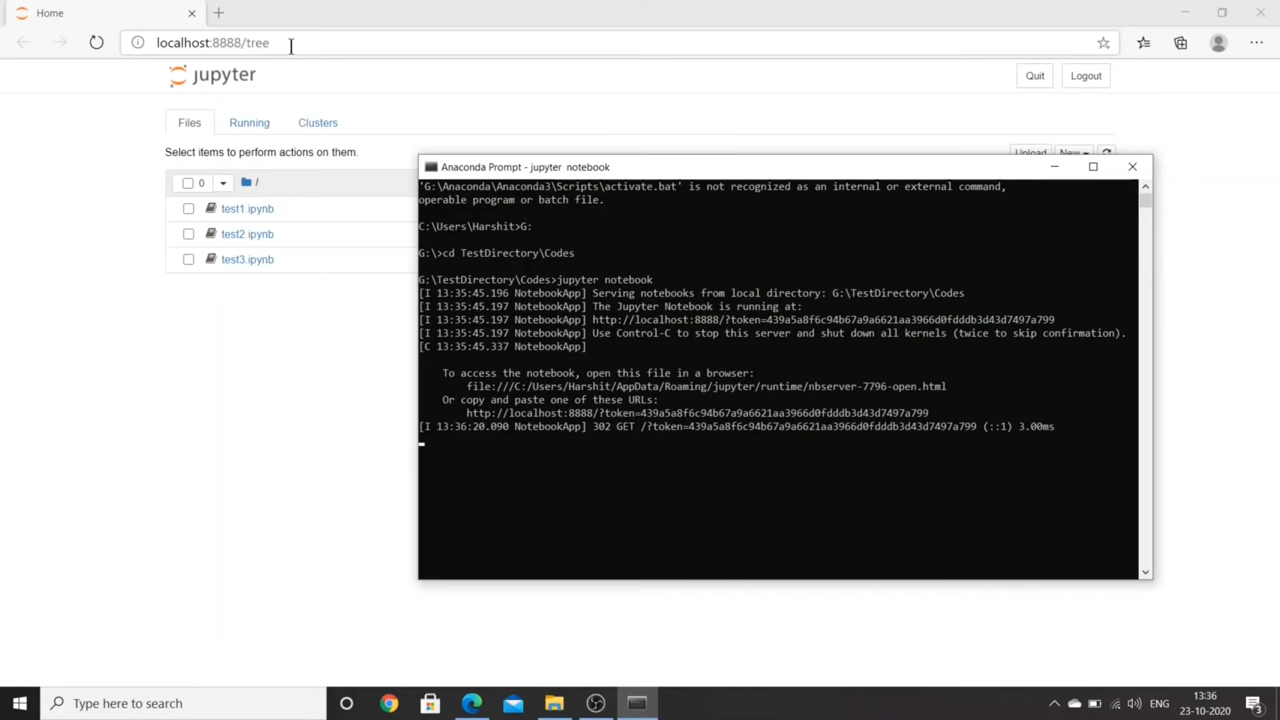 Home
localhost:8888/tree
jupyter
Quit
Logout
Files
Running
Clusters
Select items to perform actions on them.
Upload
New
0
/
test1.ipynb
test2.ipynb
test3.ipynb
Anaconda Prompt - jupyter notebook
'G:\Anaconda\Anaconda3\Scripts\activate.bat' is not recognized as an internal or external command,
operable program or batch file.
C:\Users\Harshit>G:
G:\>cd TestDirectory\Codes
G:\TestDirectory\Codes>jupyter notebook
[I 13:35:45.196 NotebookApp] Serving notebooks from local directory: G:\TestDirectory\Codes
[I 13:35:45.197 NotebookApp] The Jupyter Notebook is running at:
[I 13:35:45.197 NotebookApp] http://localhost:8888/?token=439a5a8f6c94b67a9a6621aa3966d0fdddb3d43d7497a799
[I 13:35:45.197 NotebookApp] Use Control-C to stop this server and shut down all kernels (twice to skip confirmation).
[C 13:35:45.337 NotebookApp]
To access the notebook, open this file in a browser:
file:///C:/Users/Harshit/AppData/Roaming/jupyter/runtime/nbserver-7796-open.html
Or copy and paste one of these URLs:
http://localhost:8888/?token=439a5a8f6c94b67a9a6621aa3966d0fdddb3d43d7497a799
[I 13:36:20.090 NotebookApp] 302 GET /?token=439a5a8f6c94b67a9a6621aa3966d0fdddb3d43d7497a799 (::1) 3.00ms
Type here to search
ENG
13:36
23-10-2020
3